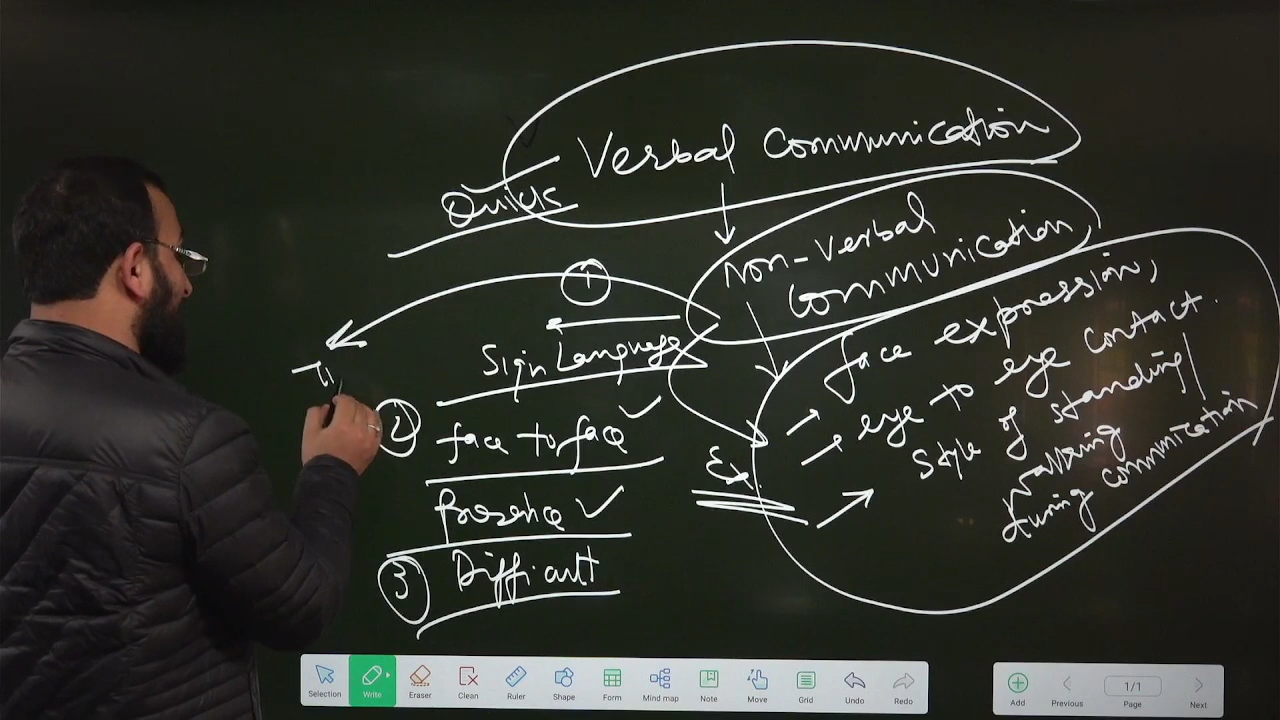 Verbal Communication
Quick
Non-Verbal
Communication
1
Sign Language
2
face to face
Presence
3
Difficult
Ex.
face expression,
eye to eye contact.
Style of standing/
walking
during communication
Selection
Write
Eraser
Clean
Ruler
Shape
Form
Mind map
Note
Move
Grid
Undo
Redo
Add
Previous
1/1
Page
Next